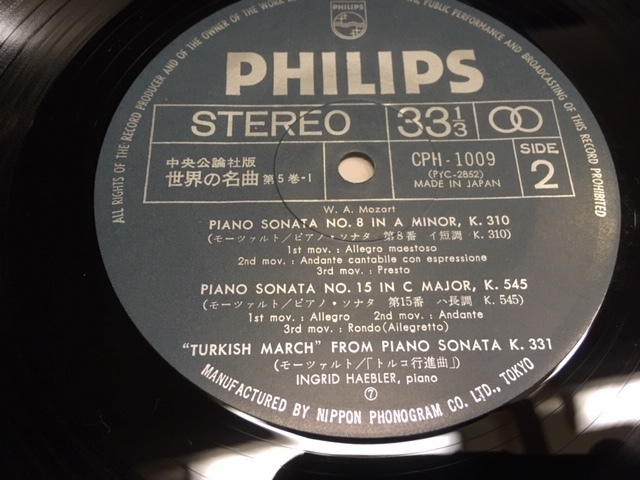 ALL RIGHTS OF THE RECORD PRODUCER AND OF THE OWNER OF THE WORK
PUBLIC PERFORMANCE AND BROADCASTING OF THIS RECORD PROHIBITED
PHILIPS
PHILIPS
STEREO
33 1/3
中央公論社版
世界の名曲 第5巻-1
CPH-1009
(PYC-2852)
MADE IN JAPAN
SIDE
2
W. A. Mozart
PIANO SONATA NO. 8 IN A MINOR, K. 310
(モーツァルト/ピアノ・ソナタ 第8番 イ短調 K. 310)
1st mov. : Allegro maestoso
2nd mov. : Andante cantabile con espressione
3rd mov. : Presto
PIANO SONATA NO. 15 IN C MAJOR, K. 545
(モーツァルト/ピアノ・ソナタ 第15番 ハ長調 K. 545)
1st mov. : Allegro 2nd mov. : Andante
3rd mov. : Rondo(Allegretto)
"TURKISH MARCH" FROM PIANO SONATA K. 331
(モーツァルト/「トルコ行進曲」)
INGRID HAEBLER, piano
⑦
MANUFACTURED BY NIPPON PHONOGRAM CO. LTD., TOKYO